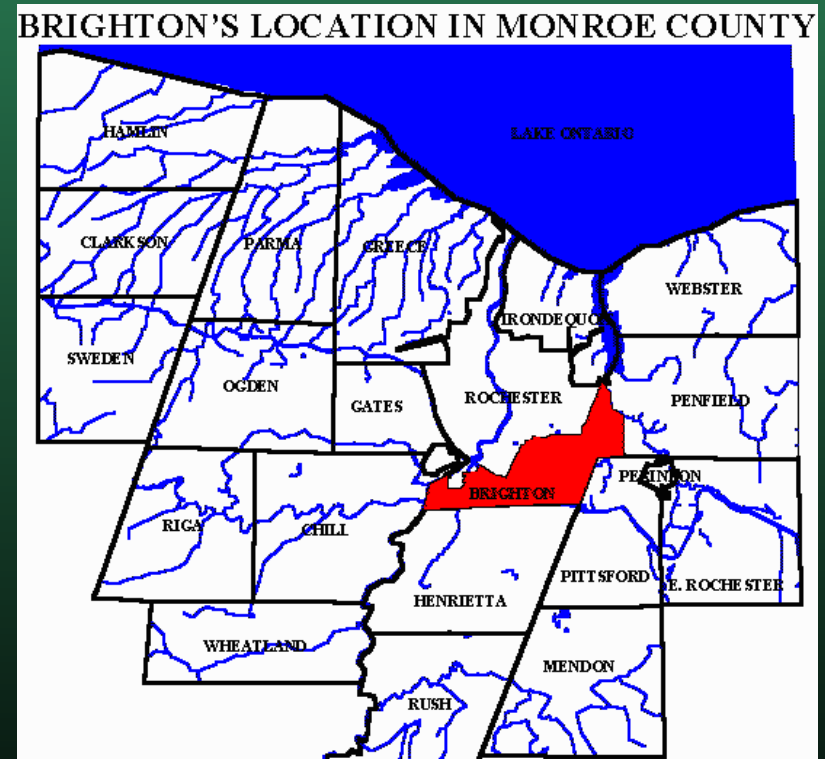 BRIGHTON'S LOCATION IN MONROE COUNTY
HAMLIN
LAKE ONTARIO
CLARKSON
PARMA
GREECE
WEBSTER
IRONDEQUO
SWEDEN
OGDEN
GATES
ROCHESTER
PENFIELD
PERINTON
BRIGHTON
RIGA
CHILI
PITTSFORD
E. ROCHESTER
HENRIETTA
WHEATLAND
MENDON
RUSH